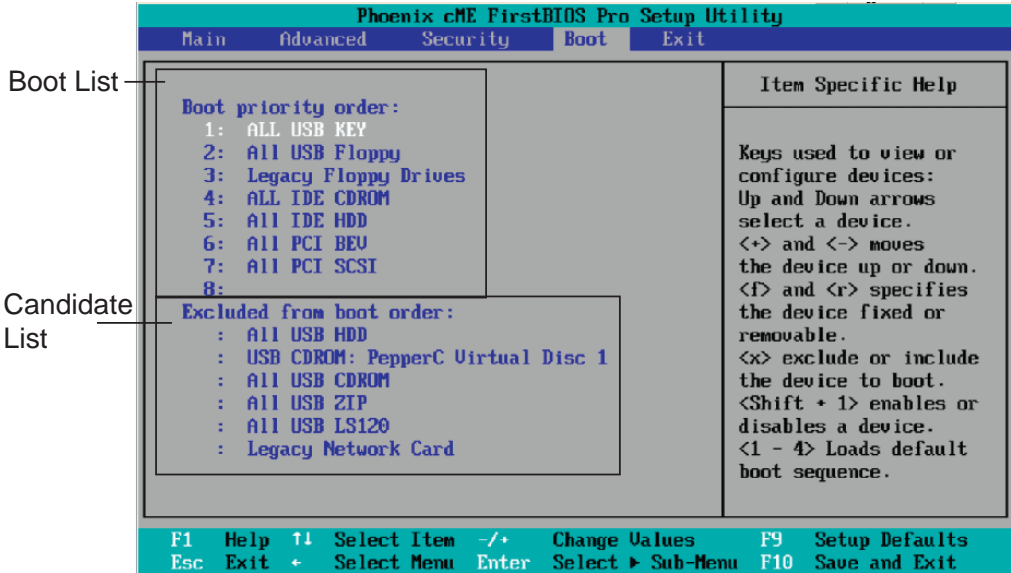 Phoenix cME FirstBIOS Pro Setup Utility
Main Advanced Security Boot Exit
Boot List
Boot priority order:
1: ALL USB KEY
2: All USB Floppy
3: Legacy Floppy Drives
4: ALL IDE CDROM
5: All IDE HDD
6: All PCI BEV
7: All PCI SCSI
8:
Candidate
List
Excluded from boot order:
: All USB HDD
: USB CDROM: PepperC Virtual Disc 1
: All USB CDROM
: All USB ZIP
: All USB LS120
: Legacy Network Card
Item Specific Help
Keys used to view or
configure devices:
Up and Down arrows
select a device.
<+> and <-> moves
the device up or down.
<f> and <r> specifies
the device fixed or
removable.
<x> exclude or include
the device to boot.
<Shift + 1> enables or
disables a device.
<1 - 4> Loads default
boot sequence.
F1 Help ↑↓ Select Item -/+ Change Values F9 Setup Defaults
Esc Exit ← Select Menu Enter Select ▶ Sub-Menu F10 Save and Exit